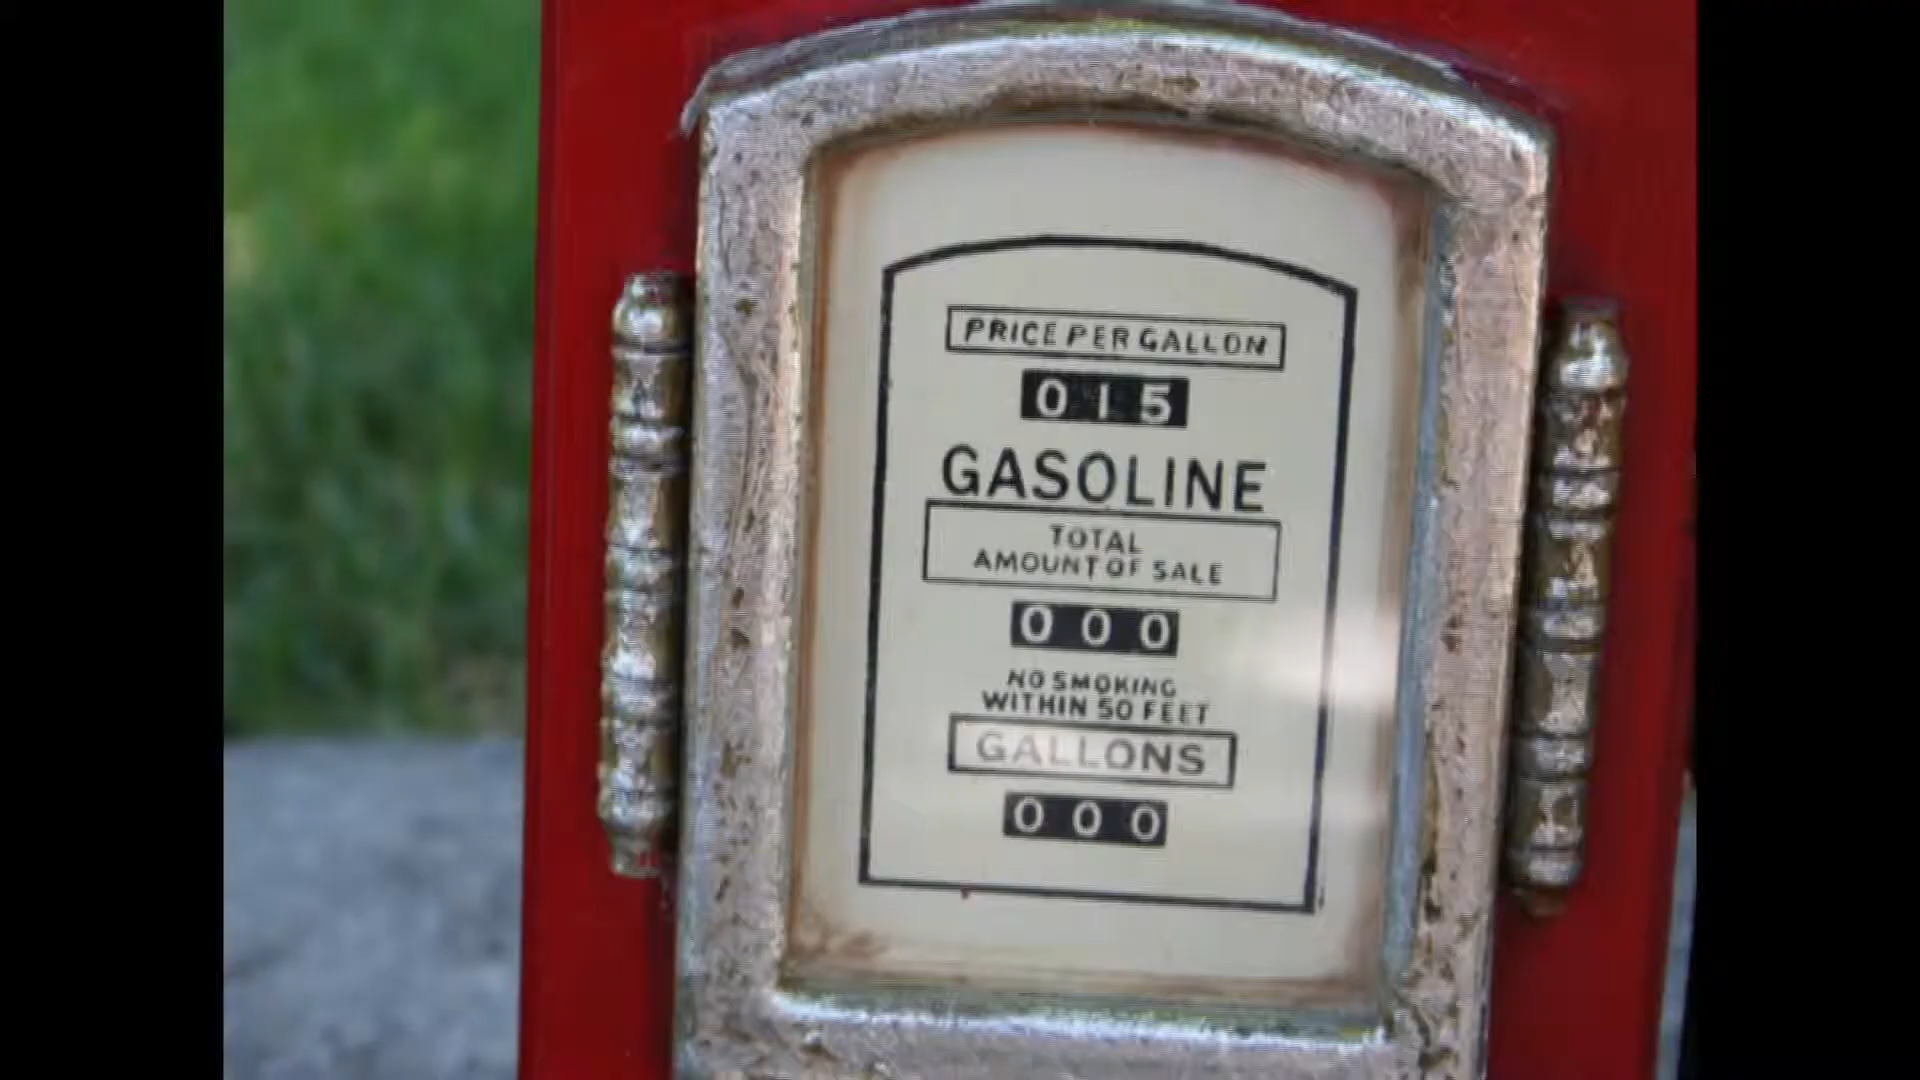 PRICE PER GALLON
015
GASOLINE
TOTAL
AMOUNT OF SALE
000
NO SMOKING
WITHIN 50 FEET
GALLONS
000